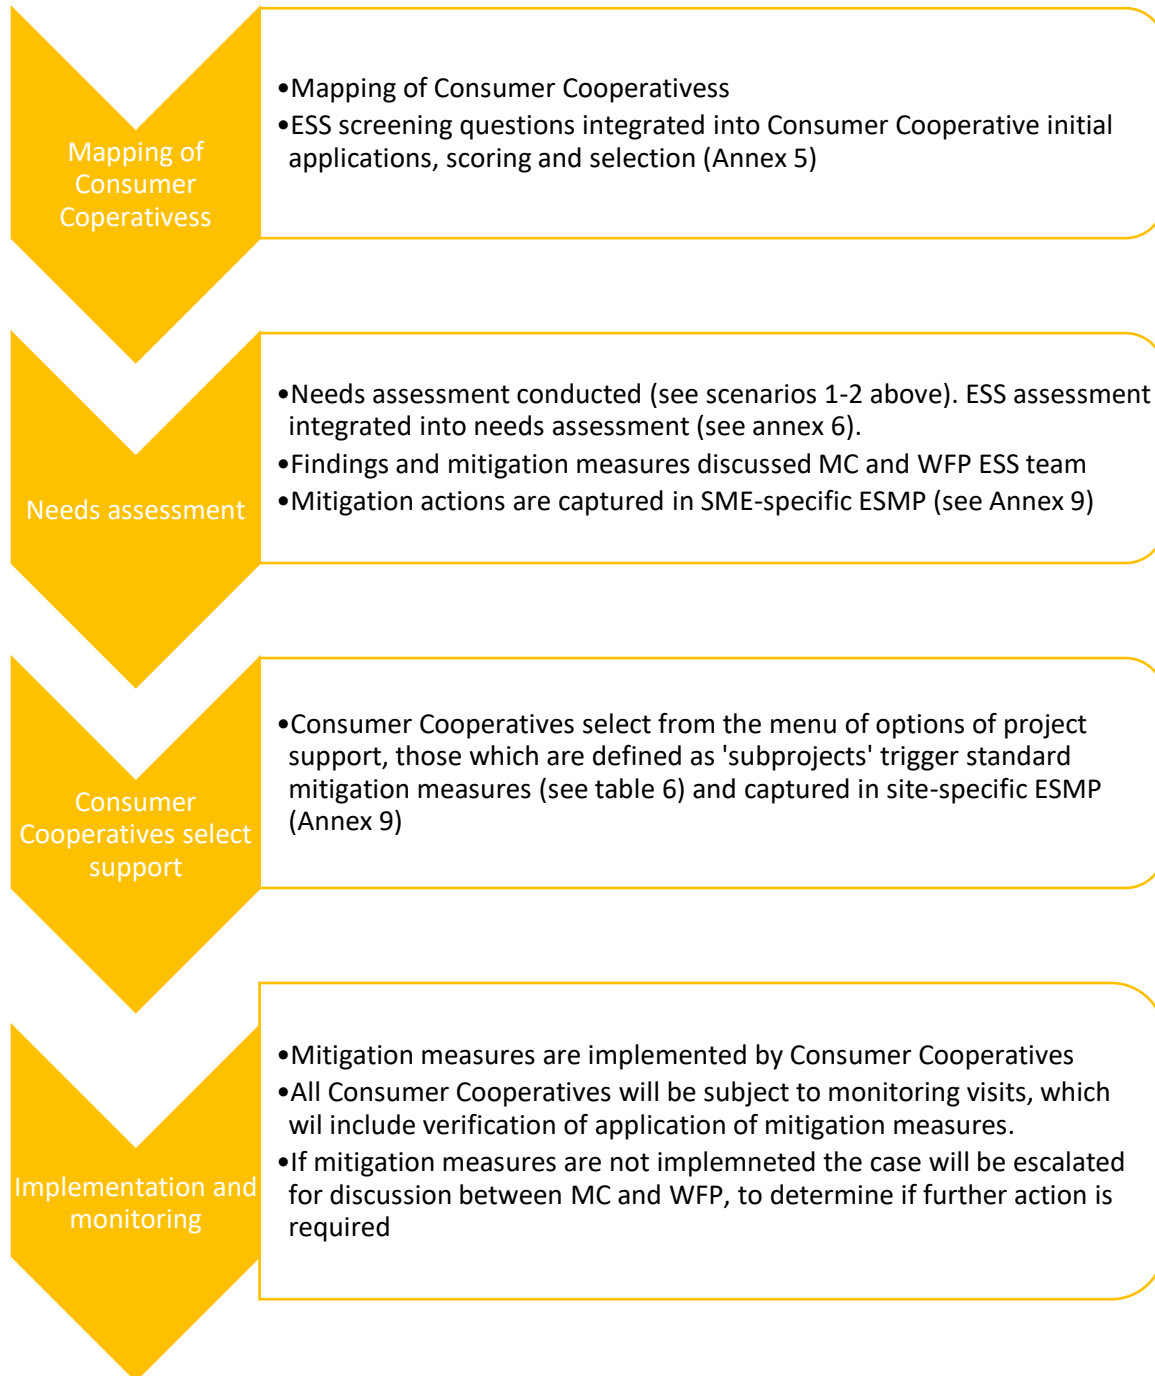 Mapping of
Consumer
Coperativess
•Mapping of Consumer Cooperativess
•ESS screening questions integrated into Consumer Cooperative initial
applications, scoring and selection (Annex 5)
Needs assessment
•Needs assessment conducted (see scenarios 1-2 above). ESS assessment
integrated into needs assessment (see annex 6).
•Findings and mitigation measures discussed MC and WFP ESS team
•Mitigation actions are captured in SME-specific ESMP (see Annex 9)
Consumer
Cooperatives select
support
•Consumer Cooperatives select from the menu of options of project
support, those which are defined as 'subprojects' trigger standard
mitigation measures (see table 6) and captured in site-specific ESMP
(Annex 9)
Implementation and
monitoring
•Mitigation measures are implemented by Consumer Cooperatives
•All Consumer Cooperatives will be subject to monitoring visits, which
wil include verification of application of mitigation measures.
•If mitigation measures are not implemneted the case will be escalated
for discussion between MC and WFP, to determine if further action is
required